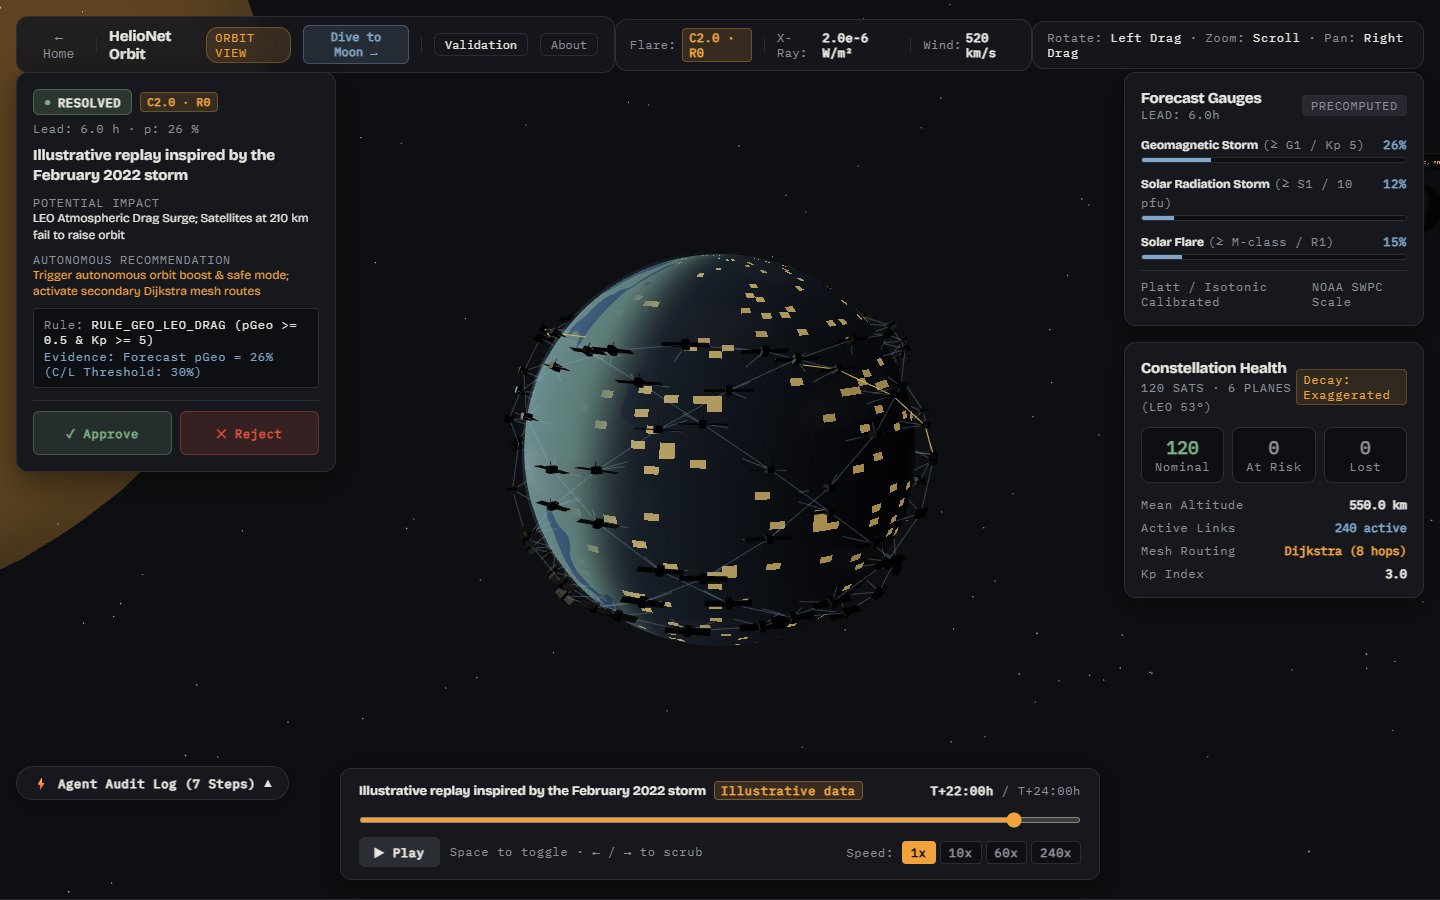 ← Home
HelioNet Orbit
ORBIT VIEW
Dive to Moon →
Validation
About
Flare: C2.0 · R0
X-Ray: 2.0e-6 W/m²
Wind: 520 km/s
Rotate: Left Drag · Zoom: Scroll · Pan: Right Drag
● RESOLVED
C2.0 · R0
Lead: 6.0 h · p: 26 %
Illustrative replay inspired by the
February 2022 storm
POTENTIAL IMPACT
LEO Atmospheric Drag Surge; Satellites at 210 km
fail to raise orbit
AUTONOMOUS RECOMMENDATION
Trigger autonomous orbit boost & safe mode;
activate secondary Dijkstra mesh routes
Rule: RULE_GEO_LEO_DRAG (pGeo >=
0.5 & Kp >= 5)
Evidence: Forecast pGeo = 26%
(C/L Threshold: 30%)
✓ Approve
✕ Reject
Forecast Gauges
LEAD: 6.0h
PRECOMPUTED
Geomagnetic Storm (≥ G1 / Kp 5) 26%
Solar Radiation Storm (≥ S1 / 10 12%
pfu)
Solar Flare (≥ M-class / R1) 15%
Platt / Isotonic Calibrated
NOAA SWPC Scale
Constellation Health
120 SATS · 6 PLANES
(LEO 53°)
Decay: Exaggerated
120 Nominal
0 At Risk
0 Lost
Mean Altitude 550.0 km
Active Links 240 active
Mesh Routing Dijkstra (8 hops)
Kp Index 3.0
Agent Audit Log (7 Steps) ▲
Illustrative replay inspired by the February 2022 storm Illustrative data T+22:00h / T+24:00h
▶ Play Space to toggle · ← / → to scrub Speed: 1x 10x 60x 240x